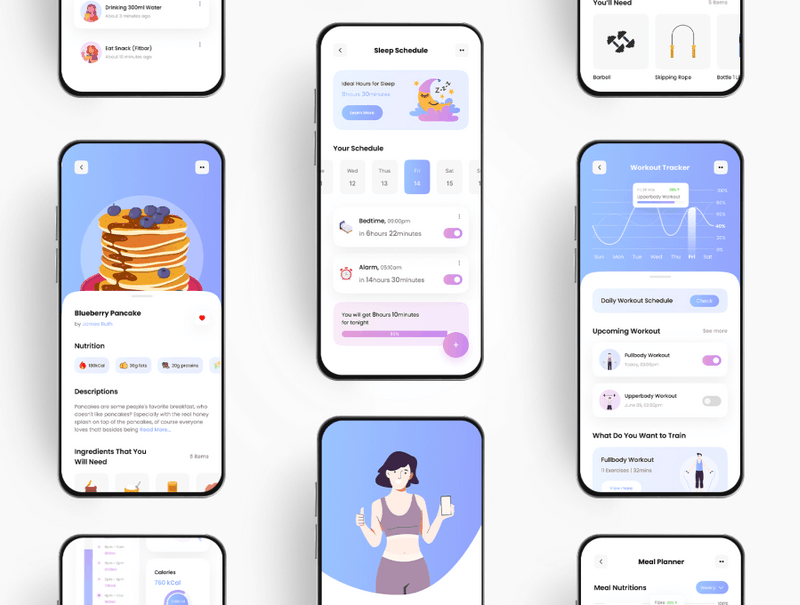 Drinking 300ml Water
About 3 minutes ago
Eat Snack (Fitbar)
About 10 minutes ago
Blueberry Pancake
by James Ruth
Nutrition
180kCal
30g fats
20g proteins
Descriptions
Pancakes are some people's favorite breakfast, who
doesn't like pancakes? Especially with the real honey
splash on top of the pancakes, of course everyone
loves that besides being Read More...
Ingredients That You
Will Need
6 items
Calories
760 kCal
Sleep Schedule
Ideal Hours for Sleep
8hours 30minutes
Learn More
Your Schedule
Wed
Thus
Fri
Sat
12
13
14
15
Bedtime, 09:00pm
in 6hours 22minutes
Alarm, 05:10am
in 14hours 30minutes
You will get 8hours 10minutes
for tonight
You'll Need
5 Items
Barbell
Skipping Rope
Bottle 1 Li
Workout Tracker
Upperbody Workout
100%
80%
60%
40%
20%
0%
Sun
Mon
Tue
Wed
Thu
Fri
Sat
Daily Workout Schedule
Check
Upcoming Workout
See more
Fullbody Workout
Today, 03:00pm
Upperbody Workout
June 05, 02:00pm
What Do You Want to Train
Fullbody Workout
11 Exercises | 32mins
View more
Meal Planner
Meal Nutritions
Weekly
100%